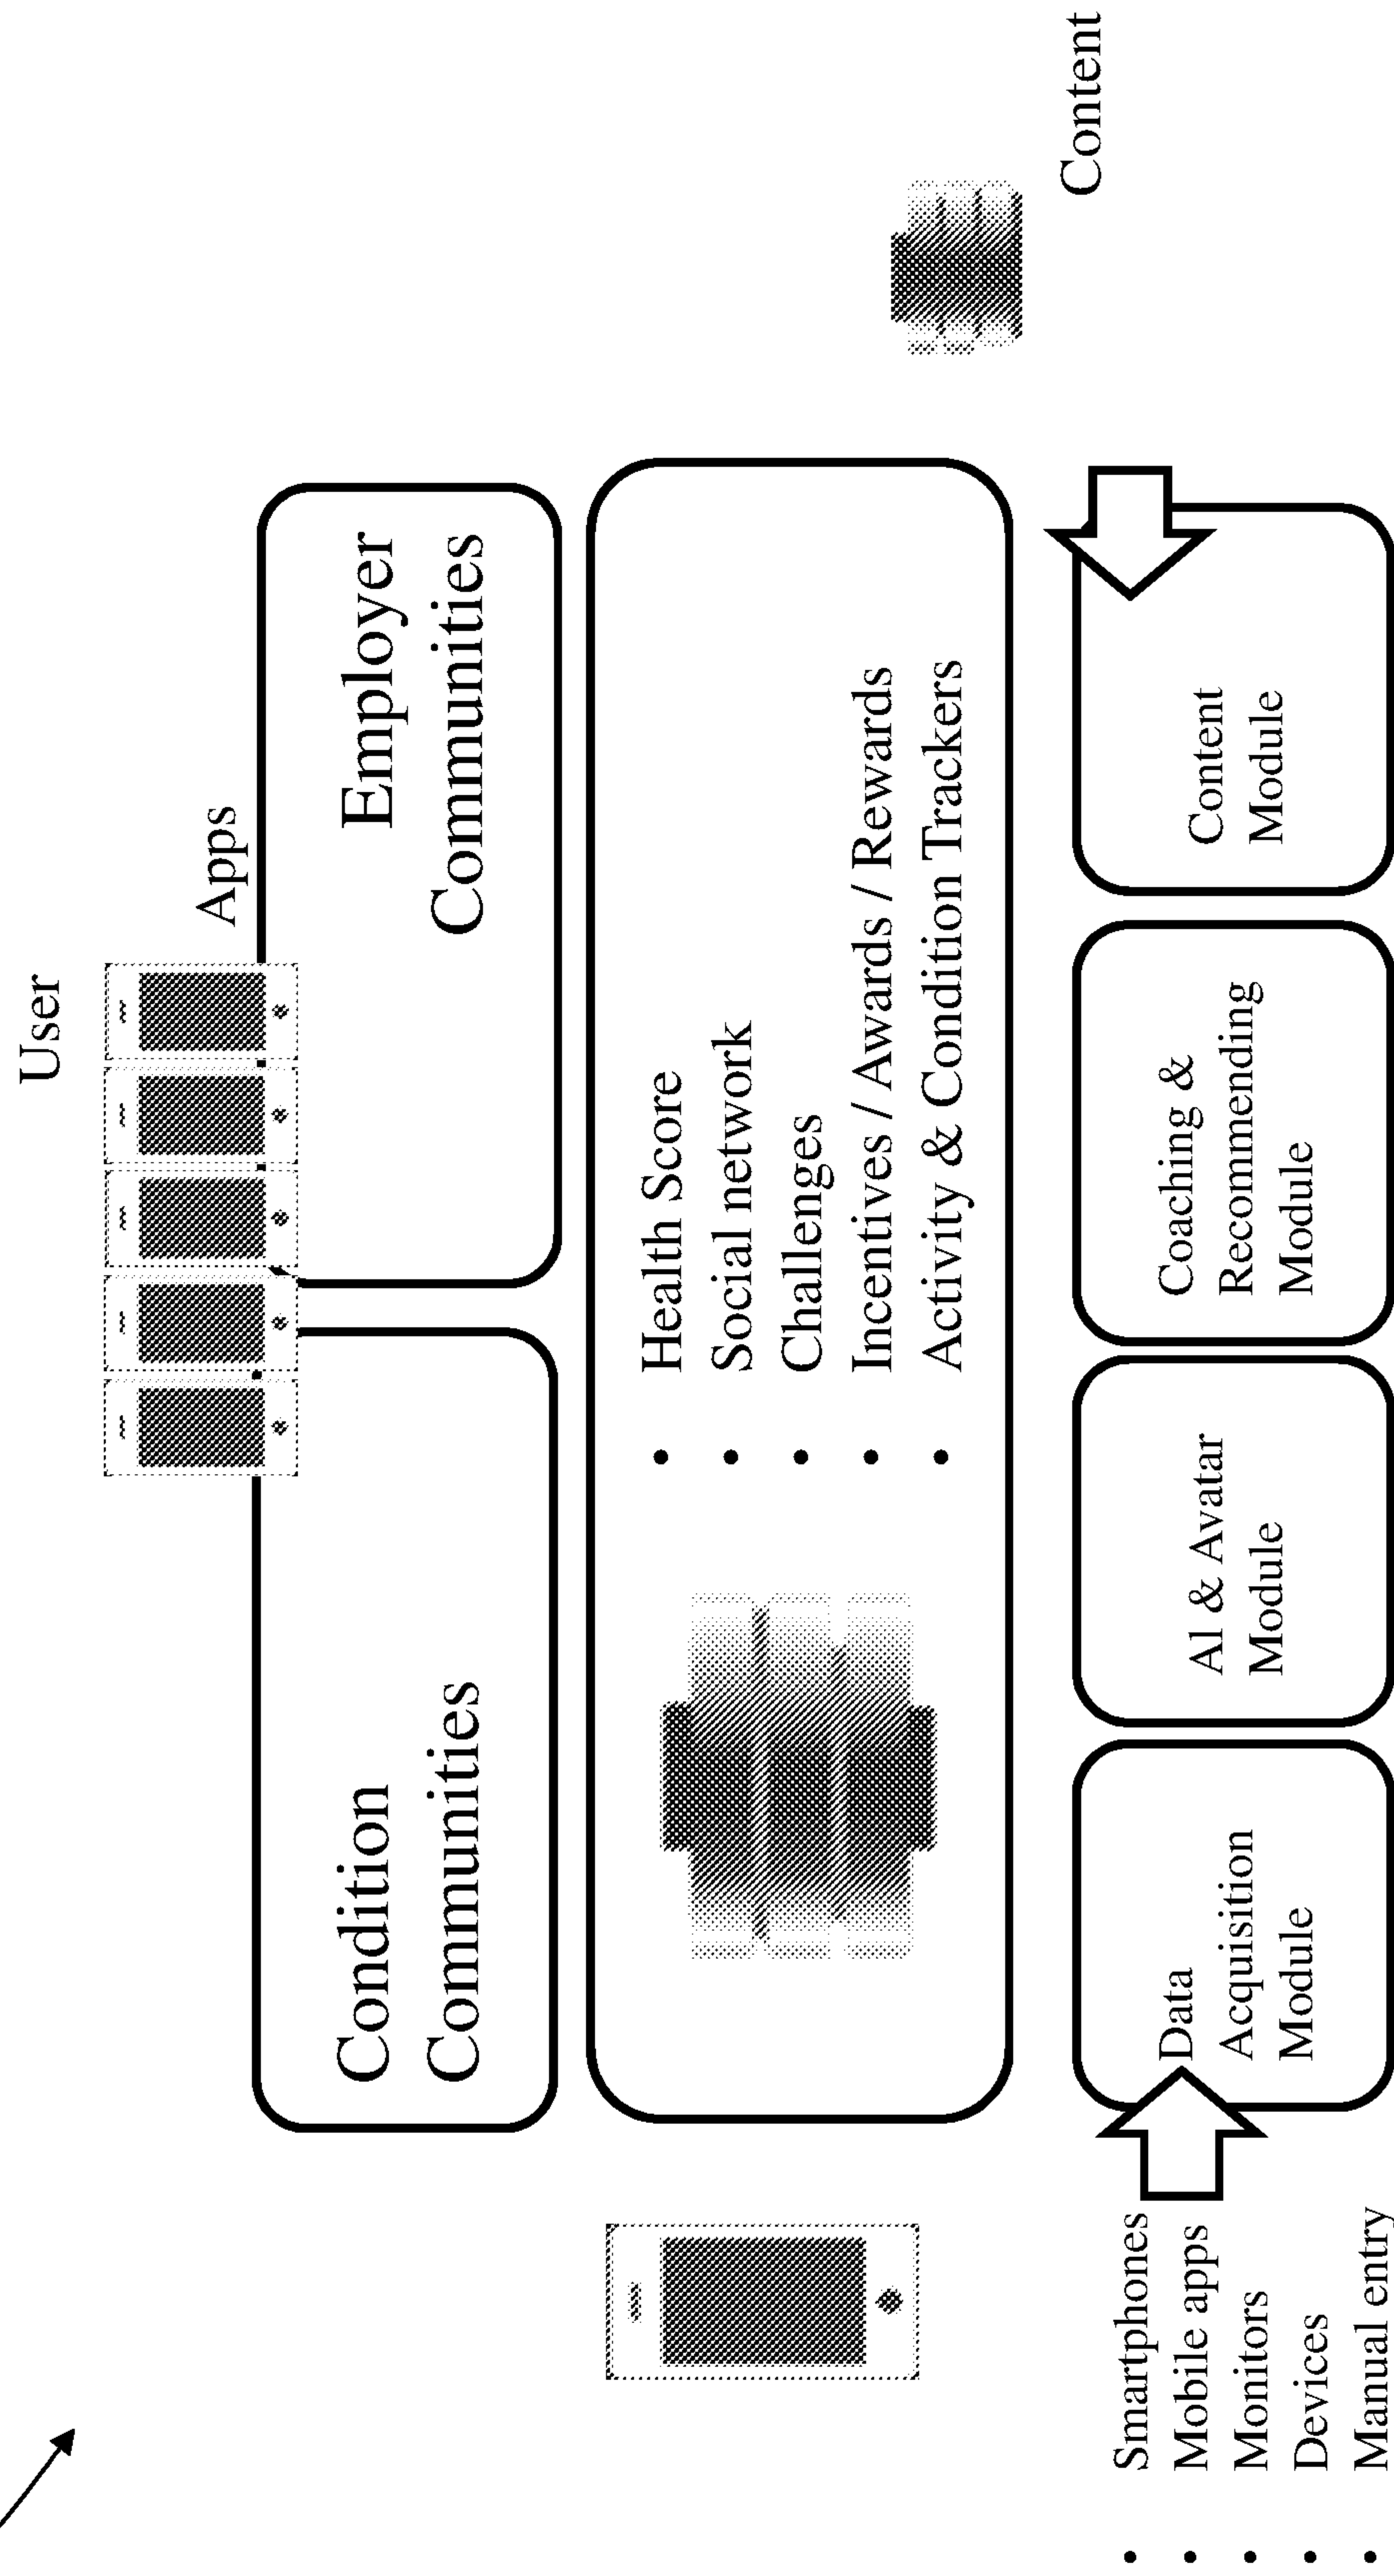 User
Apps
Condition
Communities
Employer
Communities
• Health Score
• Social network
• Challenges
• Incentives / Awards / Rewards
• Activity & Condition Trackers
Content
• Smartphones
• Mobile apps
• Monitors
• Devices
• Manual entry
Data
Acquisition
Module
AI & Avatar
Module
Coaching &
Recommending
Module
Content
Module